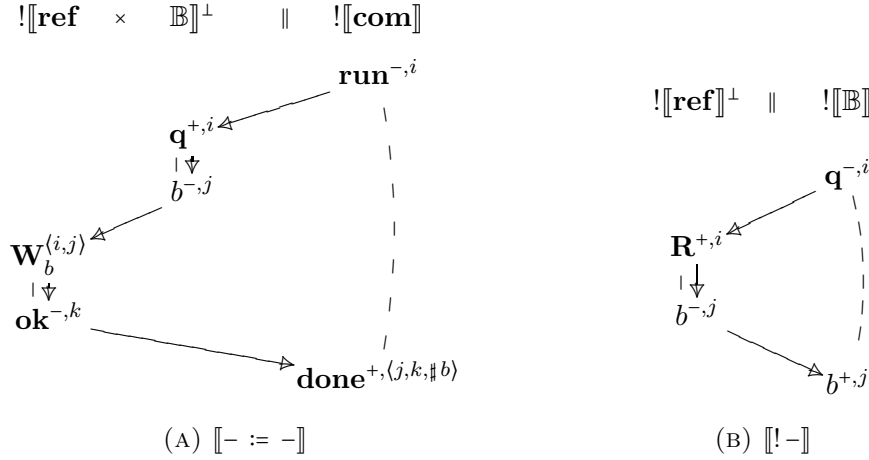 !⟦ref × 𝔹⟧⊥ ∥ !⟦com⟧
run−,i
q+,i
b−,j
W_b^⟨i,j⟩
ok−,k
done+,⟨j,k,♯b⟩
(A) ⟦− := −⟧
!⟦ref⟧⊥ ∥ !⟦𝔹⟧
q−,i
R+,i
b−,j
b+,j
(B) ⟦! −⟧